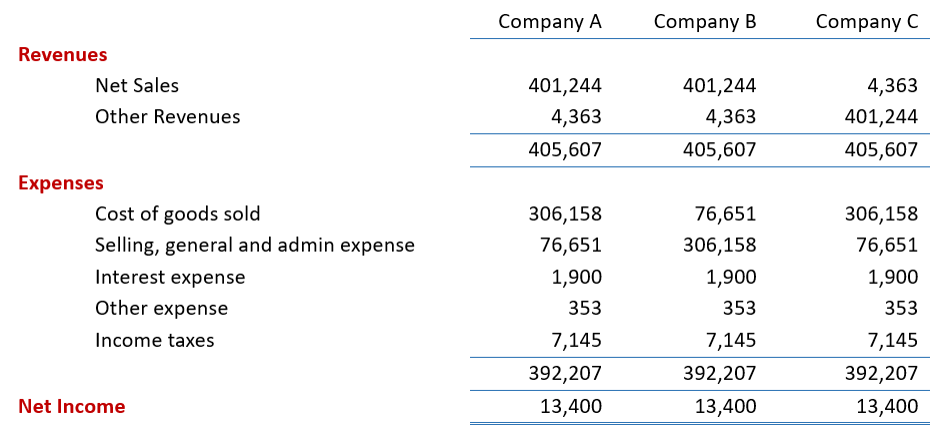 Company A Company B Company C
Revenues
Net Sales 401,244 401,244 4,363
Other Revenues 4,363 4,363 401,244
405,607 405,607 405,607
Expenses
Cost of goods sold 306,158 76,651 306,158
Selling, general and admin expense 76,651 306,158 76,651
Interest expense 1,900 1,900 1,900
Other expense 353 353 353
Income taxes 7,145 7,145 7,145
392,207 392,207 392,207
Net Income 13,400 13,400 13,400